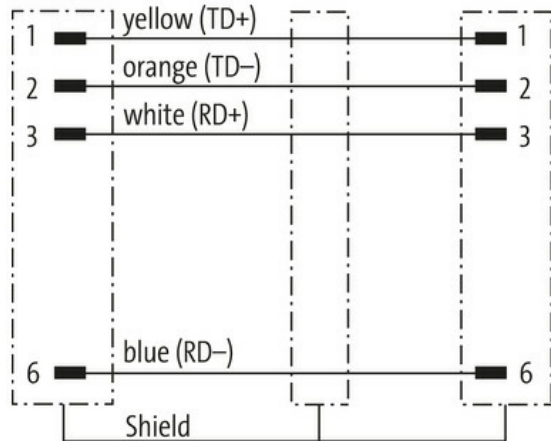 1 yellow (TD+) 1
2 orange (TD–) 2
3 white (RD+) 3
6 blue (RD–) 6
Shield